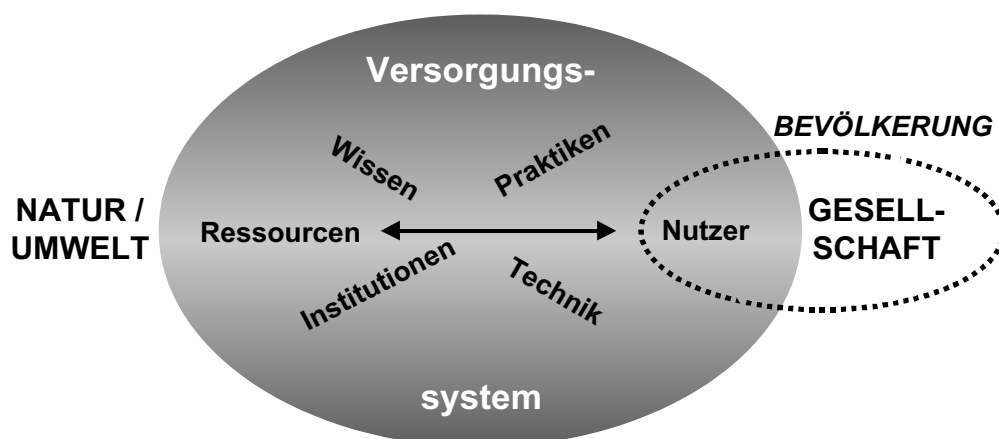 Versorgungs-
BEVÖLKERUNG
Wissen
Praktiken
NATUR /
UMWELT
Ressourcen
Nutzer
GESELL-
SCHAFT
Institutionen
Technik
system